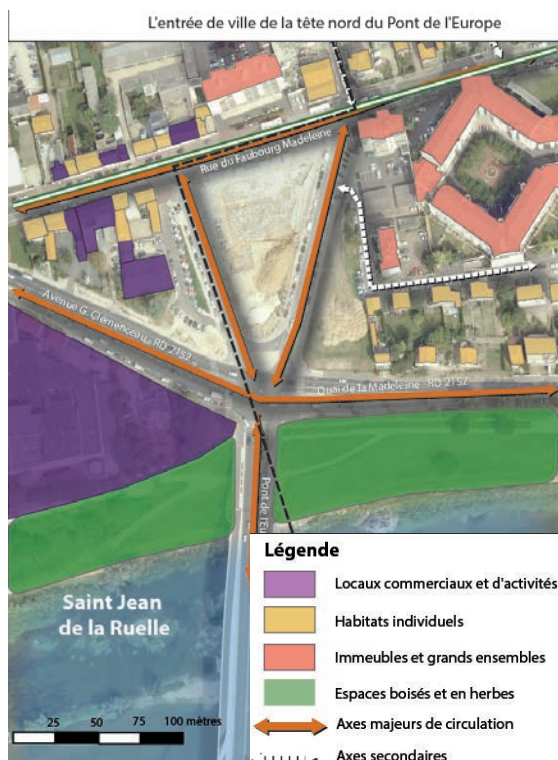 L'entrée de ville de la tête nord du Pont de l'Europe
Rue du Faubourg Madeleine
Avenue G. Clemenceau - RD 2152
Quai de la Madeleine - RD 2152
Pont de l'Eu
Saint Jean
de la Ruelle
25 50 75 100 mètres
Légende
Locaux commerciaux et d'activités
Habitats individuels
Immeubles et grands ensembles
Espaces boisés et en herbes
Axes majeurs de circulation
Axes secondaires